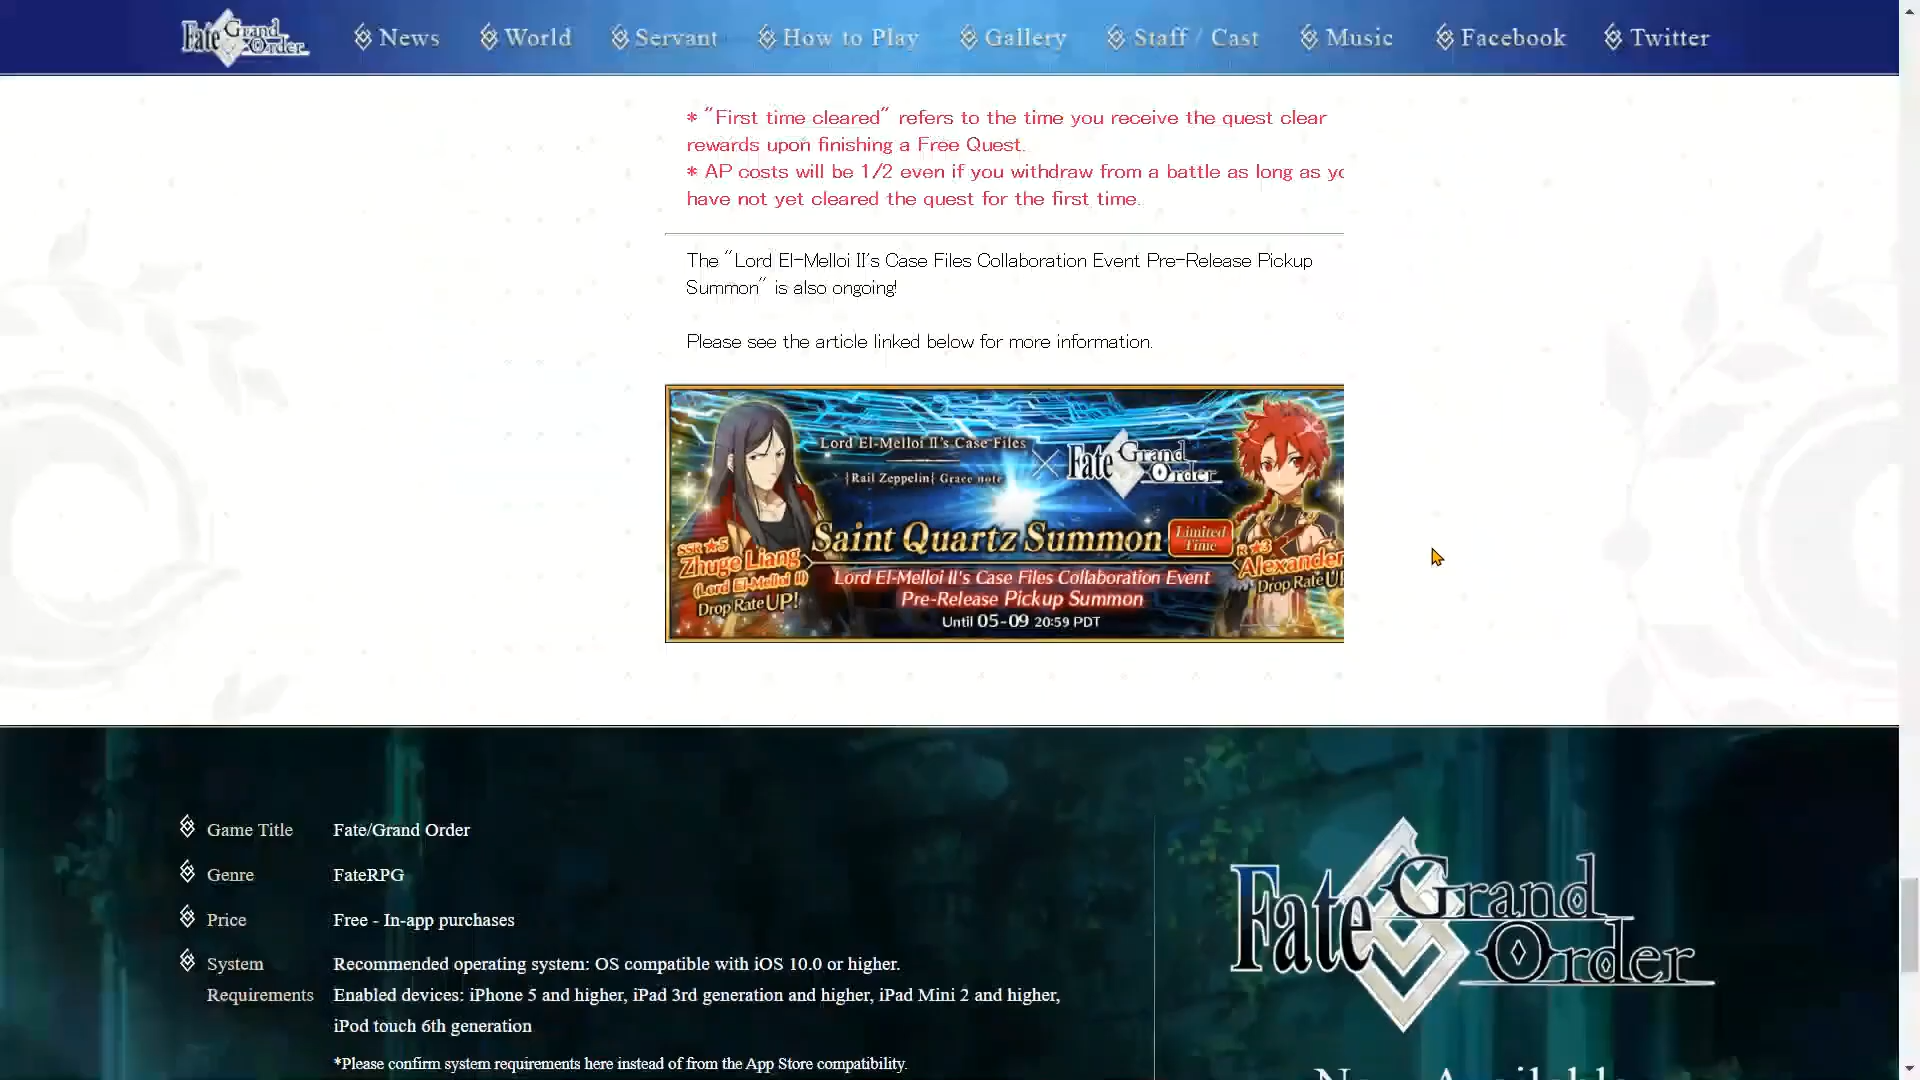 Fate Grand Order
News
World
Servant
How to Play
Gallery
Staff / Cast
Music
Facebook
Twitter
* "First time cleared" refers to the time you receive the quest clear
rewards upon finishing a Free Quest.
* AP costs will be 1/2 even if you withdraw from a battle as long as yo
have not yet cleared the quest for the first time.
The "Lord El-Melloi II's Case Files Collaboration Event Pre-Release Pickup
Summon" is also ongoing!
Please see the article linked below for more information.
Lord El-Melloi II's Case Files
{Rail Zeppelin} Grace note
Fate Grand Order
Saint Quartz Summon
Limited
Time
SSR ★5
Zhuge Liang
(Lord El-Melloi II)
Drop Rate UP!
R ★3
Alexander
Drop Rate UP
Lord El-Melloi II's Case Files Collaboration Event
Pre-Release Pickup Summon
Until 05-09 20:59 PDT
Game Title Fate/Grand Order
Genre FateRPG
Price Free - In-app purchases
System Recommended operating system: OS compatible with iOS 10.0 or higher.
Requirements Enabled devices: iPhone 5 and higher, iPad 3rd generation and higher, iPad Mini 2 and higher,
iPod touch 6th generation
*Please confirm system requirements here instead of from the App Store compatibility.
Fate Grand Order